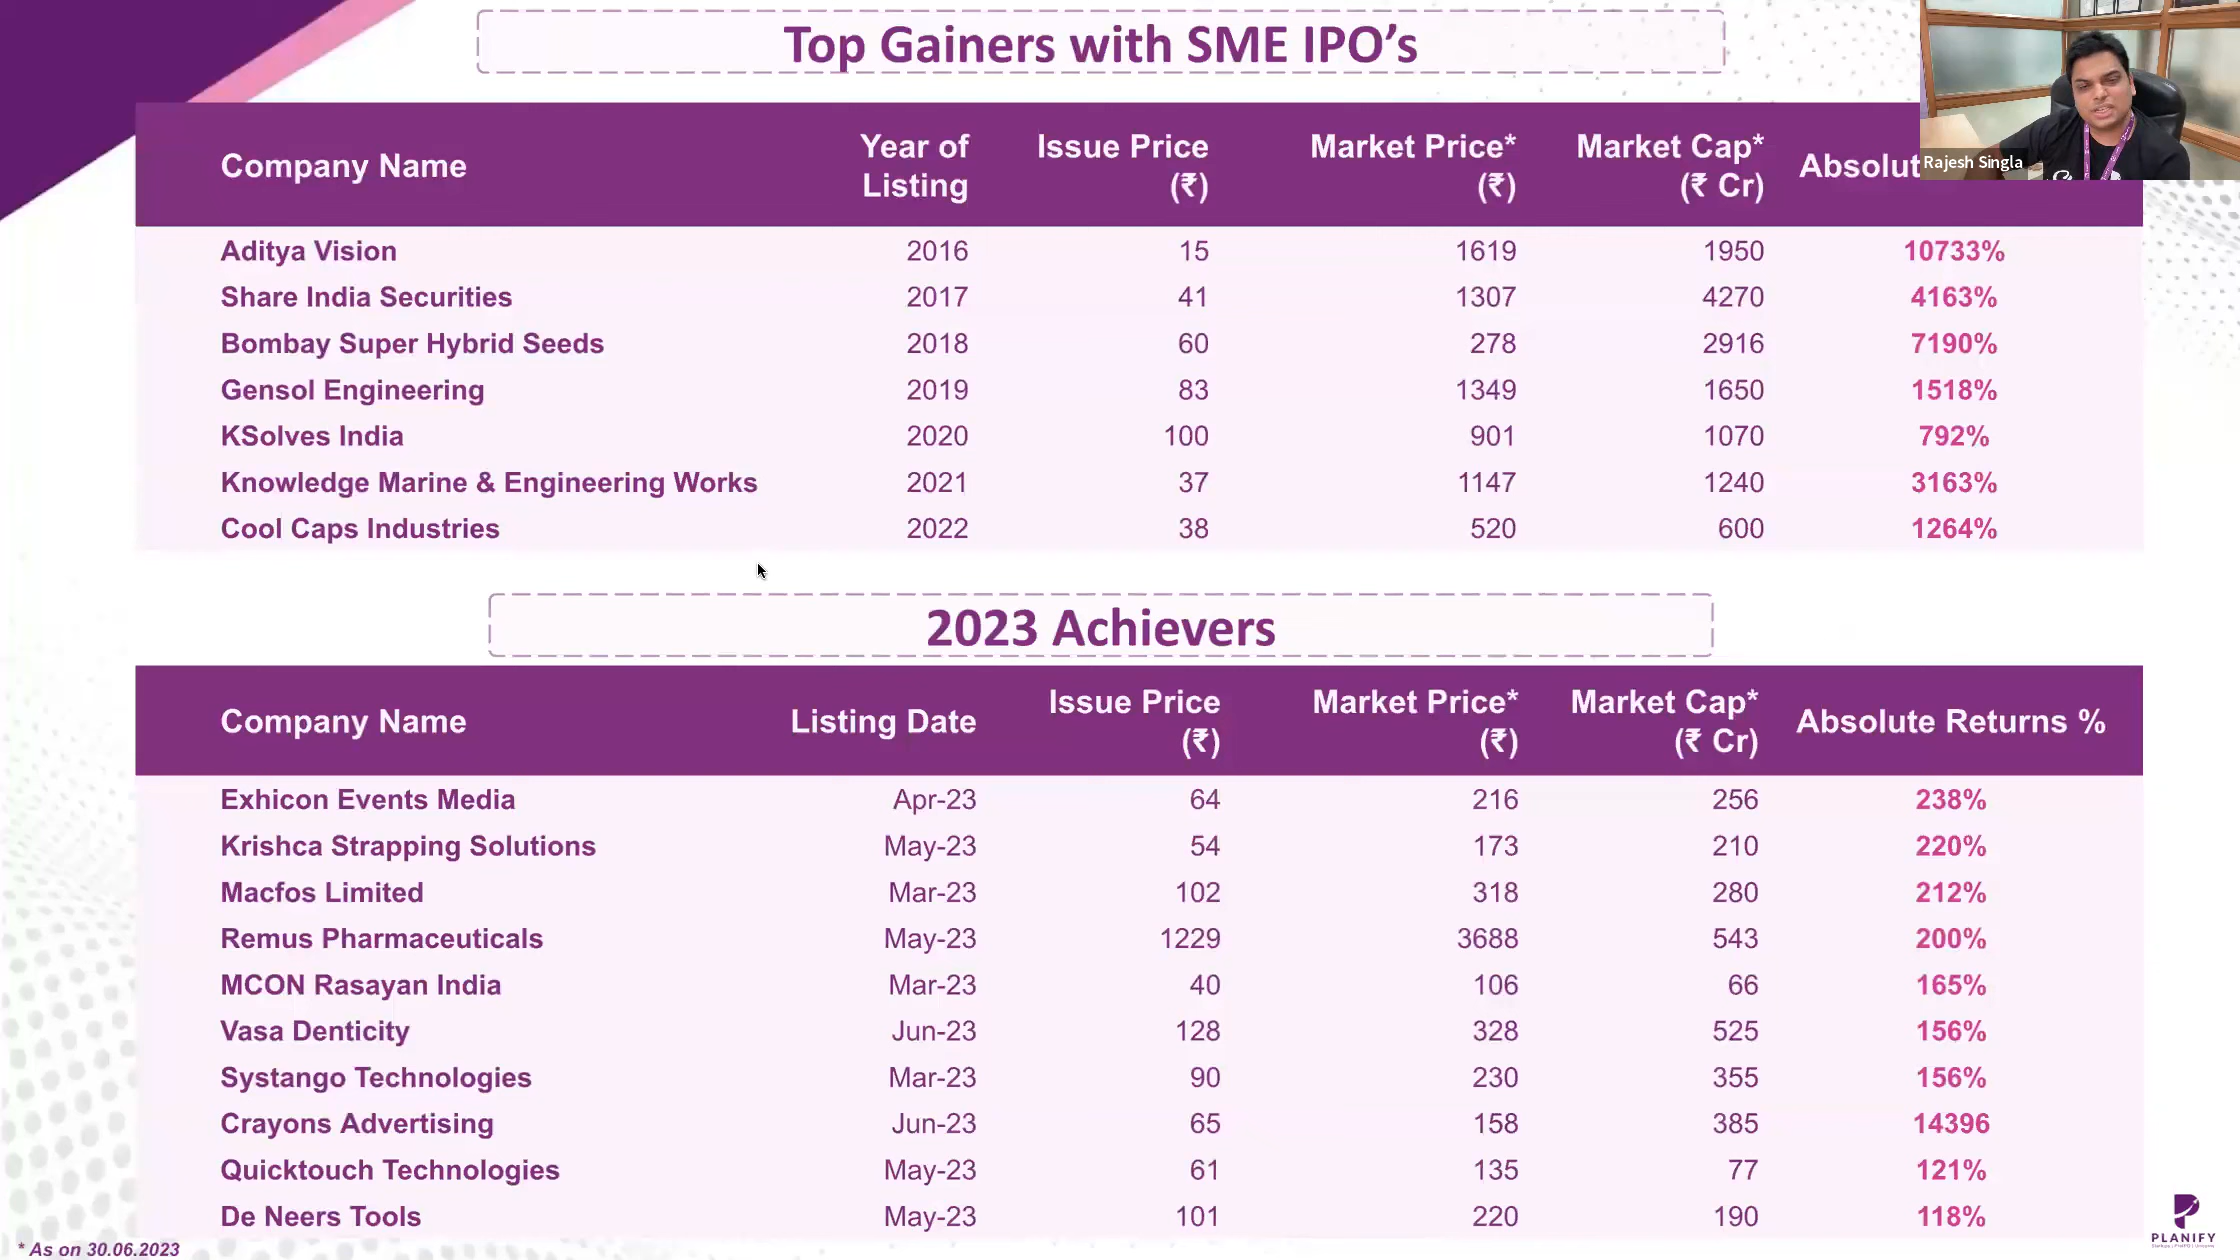 Top Gainers with SME IPO’s
Rajesh Singla
Company Name Year of Listing Issue Price (₹) Market Price* (₹) Market Cap* (₹ Cr) Absolut
Aditya Vision 2016 15 1619 1950 10733%
Share India Securities 2017 41 1307 4270 4163%
Bombay Super Hybrid Seeds 2018 60 278 2916 7190%
Gensol Engineering 2019 83 1349 1650 1518%
KSolves India 2020 100 901 1070 792%
Knowledge Marine & Engineering Works 2021 37 1147 1240 3163%
Cool Caps Industries 2022 38 520 600 1264%
2023 Achievers
Company Name Listing Date Issue Price (₹) Market Price* (₹) Market Cap* (₹ Cr) Absolute Returns %
Exhicon Events Media Apr-23 64 216 256 238%
Krishca Strapping Solutions May-23 54 173 210 220%
Macfos Limited Mar-23 102 318 280 212%
Remus Pharmaceuticals May-23 1229 3688 543 200%
MCON Rasayan India Mar-23 40 106 66 165%
Vasa Denticity Jun-23 128 328 525 156%
Systango Technologies Mar-23 90 230 355 156%
Crayons Advertising Jun-23 65 158 385 14396
Quicktouch Technologies May-23 61 135 77 121%
De Neers Tools May-23 101 220 190 118%
* As on 30.06.2023
PLANIFY